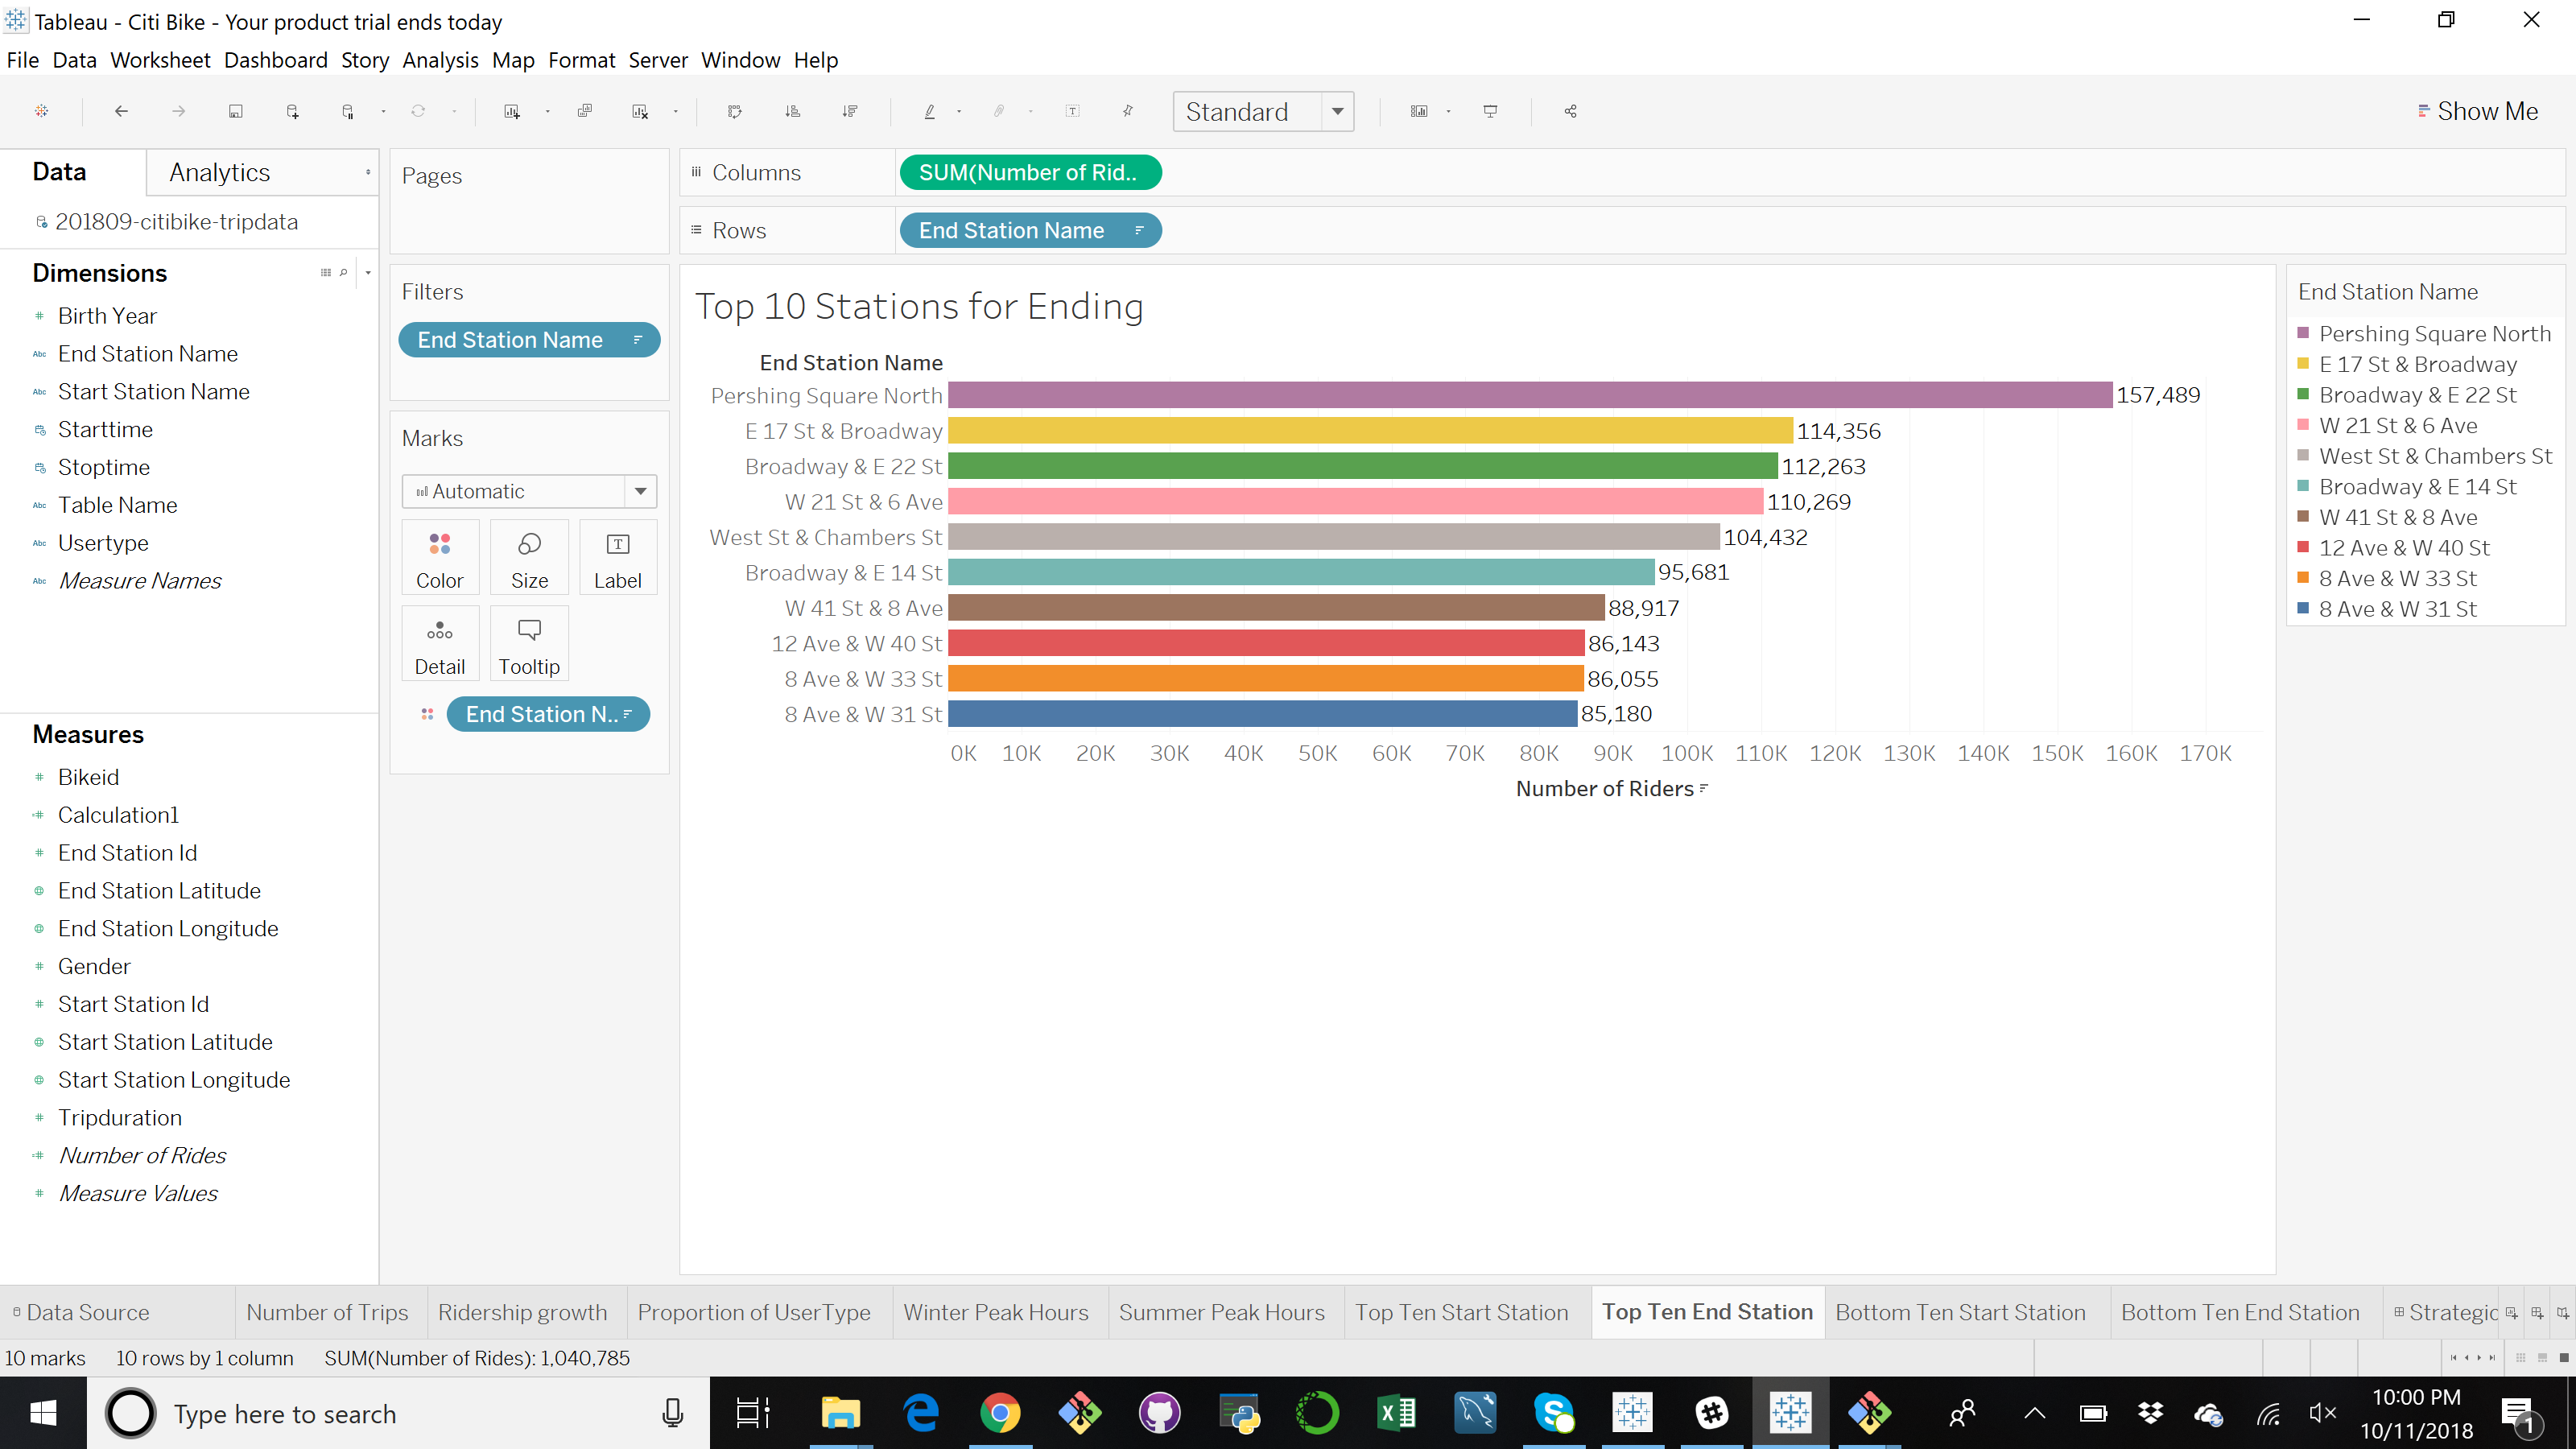 Tableau - Citi Bike - Your product trial ends today
File Data Worksheet Dashboard Story Analysis Map Format Server Window Help
Standard
Show Me
Data Analytics
201809-citibike-tripdata
Dimensions
# Birth Year
Abc End Station Name
Abc Start Station Name
Starttime
Stoptime
Abc Table Name
Abc Usertype
Abc Measure Names
Measures
# Bikeid
=# Calculation1
# End Station Id
End Station Latitude
End Station Longitude
# Gender
# Start Station Id
Start Station Latitude
Start Station Longitude
# Tripduration
=# Number of Rides
# Measure Values
Pages
Filters
End Station Name
Marks
Automatic
Color Size Label
Detail Tooltip
End Station N..
Columns SUM(Number of Rid..
Rows End Station Name
Top 10 Stations for Ending
End Station Name
Pershing Square North 157,489
E 17 St & Broadway 114,356
Broadway & E 22 St 112,263
W 21 St & 6 Ave 110,269
West St & Chambers St 104,432
Broadway & E 14 St 95,681
W 41 St & 8 Ave 88,917
12 Ave & W 40 St 86,143
8 Ave & W 33 St 86,055
8 Ave & W 31 St 85,180
0K 10K 20K 30K 40K 50K 60K 70K 80K 90K 100K 110K 120K 130K 140K 150K 160K 170K
Number of Riders
End Station Name
Pershing Square North
E 17 St & Broadway
Broadway & E 22 St
W 21 St & 6 Ave
West St & Chambers St
Broadway & E 14 St
W 41 St & 8 Ave
12 Ave & W 40 St
8 Ave & W 33 St
8 Ave & W 31 St
Data Source Number of Trips Ridership growth Proportion of UserType Winter Peak Hours Summer Peak Hours Top Ten Start Station Top Ten End Station Bottom Ten Start Station Bottom Ten End Station Strategic
10 marks 10 rows by 1 column SUM(Number of Rides): 1,040,785
Type here to search
10:00 PM
10/11/2018
1